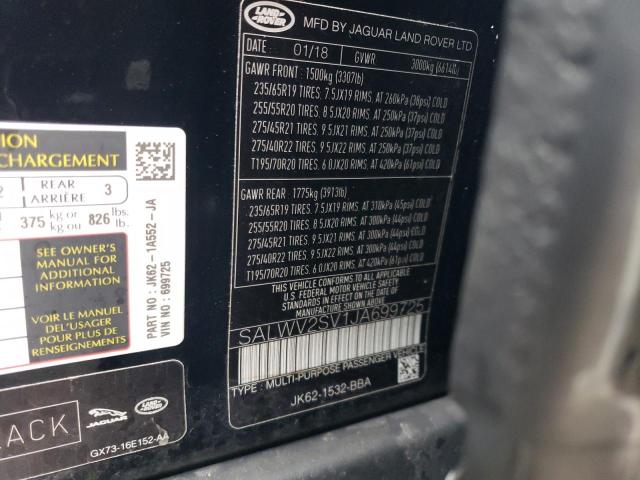 LAND ROVER
MFD BY JAGUAR LAND ROVER LTD
DATE: 01/18 GVWR 3000kg (6614lb)
GAWR FRONT : 1500kg (3307lb)
235/65R19 TIRES. 7.5JX19 RIMS, AT 260kPa (38psi) COLD
255/55R20 TIRES. 8.5JX20 RIMS, AT 250kPa (37psi) COLD
275/45R21 TIRES. 9.5JX21 RIMS, AT 250kPa (37psi) COLD
275/40R22 TIRES. 9.5JX22 RIMS, AT 250kPa (37psi) COLD
T195/70R20 TIRES. 6.0JX20 RIMS, AT 420kPa (61psi) COLD
GAWR REAR : 1775kg (3913lb)
235/65R19 TIRES. 7.5JX19 RIMS, AT 310kPa (45psi) COLD
255/55R20 TIRES. 8.5JX20 RIMS, AT 300kPa (44psi) COLD
275/45R21 TIRES. 9.5JX21 RIMS, AT 300kPa (44psi) COLD
275/40R22 TIRES. 9.5JX22 RIMS, AT 300kPa (44psi) COLD
T195/70R20 TIRES. 6.0JX20 RIMS, AT 420kPa (61psi) COLD
THIS VEHICLE CONFORMS TO ALL APPLICABLE
U.S. FEDERAL MOTOR VEHICLE SAFETY STANDARDS
IN EFFECT ON THE DATE OF
MANUFACTURE SHOWN ABOVE.
SALWV2SV1JA699725
TYPE: MULTI-PURPOSE PASSENGER VEHICLE
JK62-1532-BBA
TION
CHARGEMENT
2 REAR ARRIÈRE 3
375 kg or kg ou 826 lbs. lb.
SEE OWNER'S
MANUAL FOR
ADDITIONAL
INFORMATION
VOIR LE MANUEL
DE L'USAGER
POUR PLUS DE
RENSEIGNEMENTS
PART NO : JK62-1A552-JA
VIN NO : 699725
LACK
JAGUAR
LAND ROVER
GX73-16E152-AA